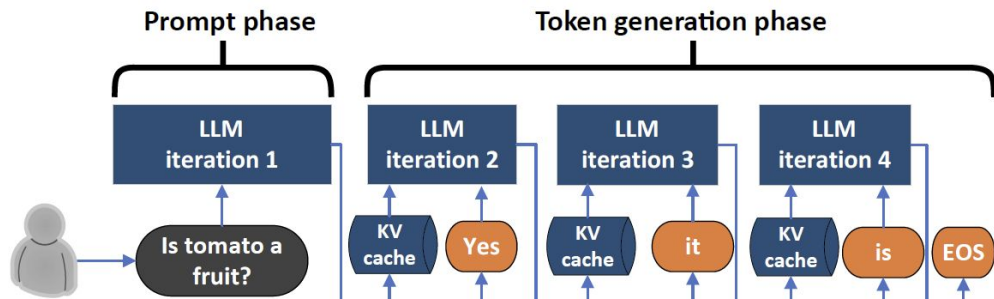 Prompt phase
Token generation phase
LLM
iteration 1
LLM
iteration 2
LLM
iteration 3
LLM
iteration 4
Is tomato a
fruit?
KV
cache
Yes
KV
cache
it
KV
cache
is
EOS